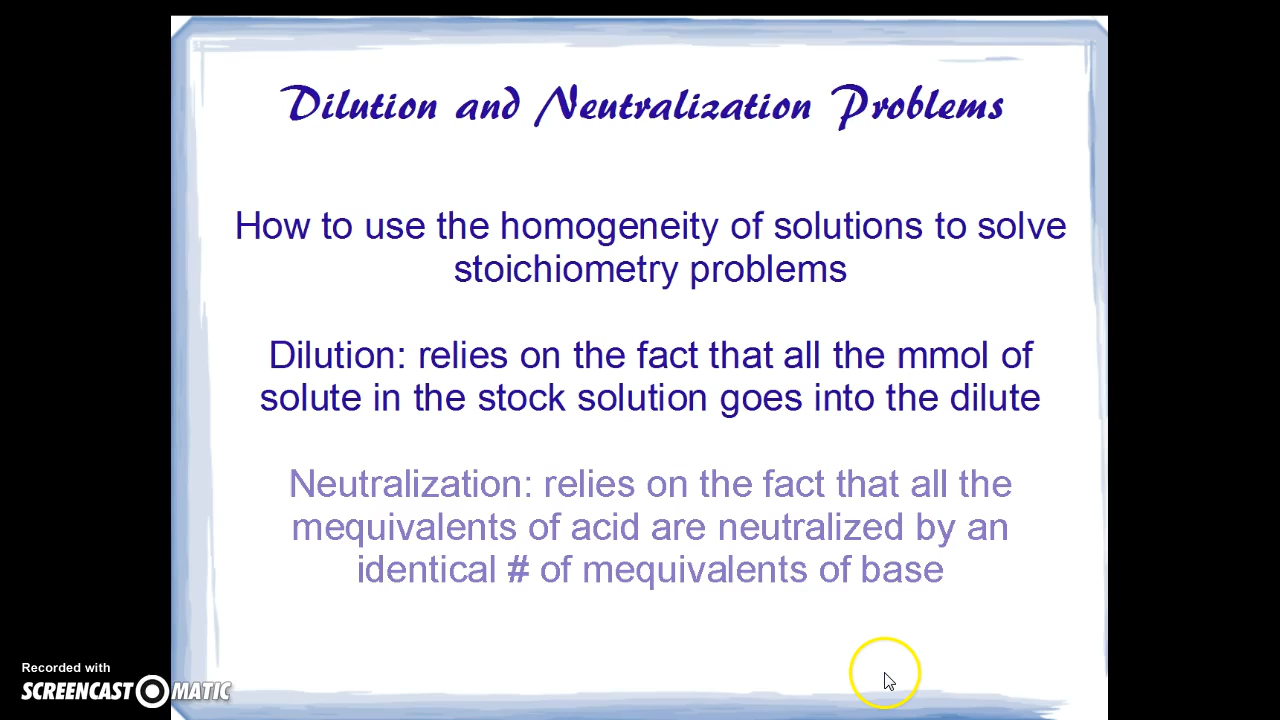 Dilution and Neutralization Problems
How to use the homogeneity of solutions to solve
stoichiometry problems
Dilution: relies on the fact that all the mmol of
solute in the stock solution goes into the dilute
Neutralization: relies on the fact that all the
mequivalents of acid are neutralized by an
identical # of mequivalents of base
Recorded with
SCREENCAST MATIC